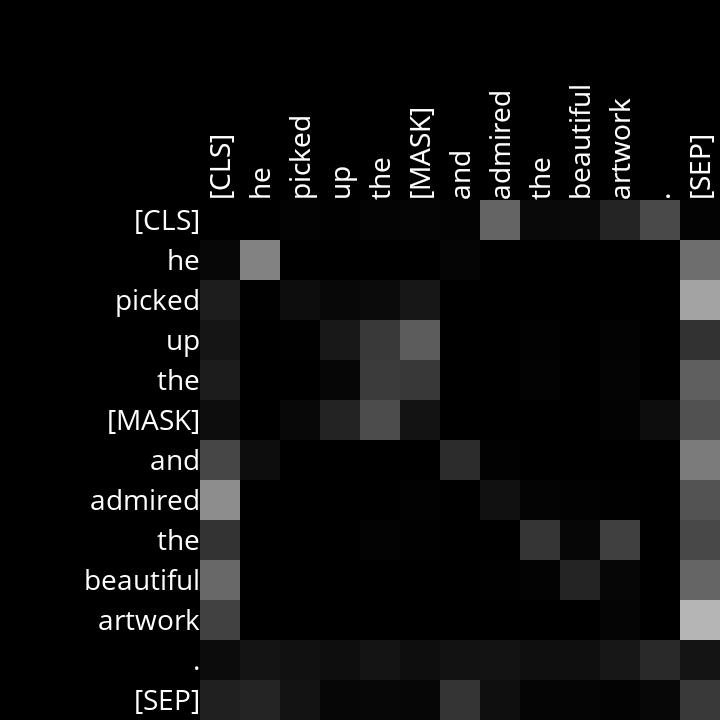 [CLS] he picked up the [MASK] and admired the beautiful artwork . [SEP]
[CLS]
he
picked
up
the
[MASK]
and
admired
the
beautiful
artwork
.
[SEP]